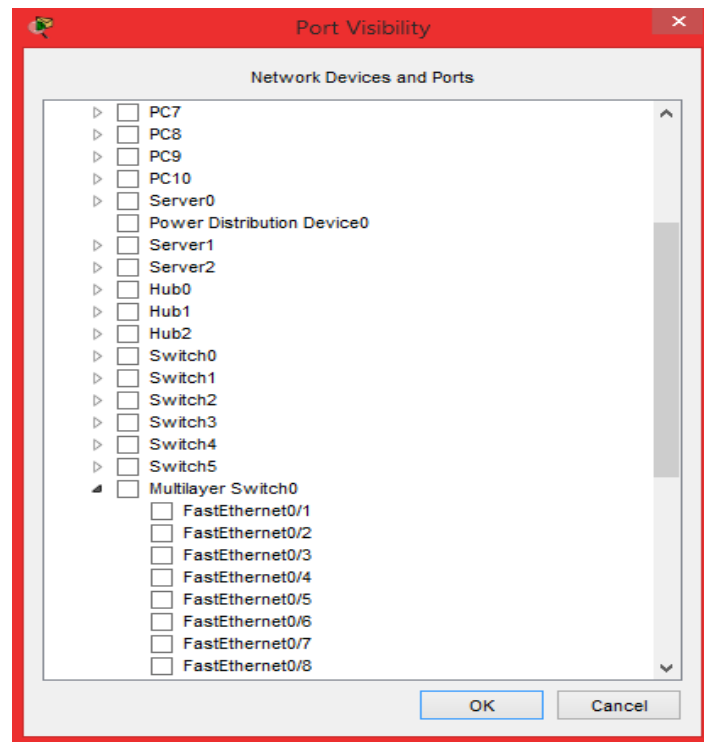 Port Visibility
Network Devices and Ports
PC7
PC8
PC9
PC10
Server0
Power Distribution Device0
Server1
Server2
Hub0
Hub1
Hub2
Switch0
Switch1
Switch2
Switch3
Switch4
Switch5
Multilayer Switch0
FastEthernet0/1
FastEthernet0/2
FastEthernet0/3
FastEthernet0/4
FastEthernet0/5
FastEthernet0/6
FastEthernet0/7
FastEthernet0/8
OK Cancel